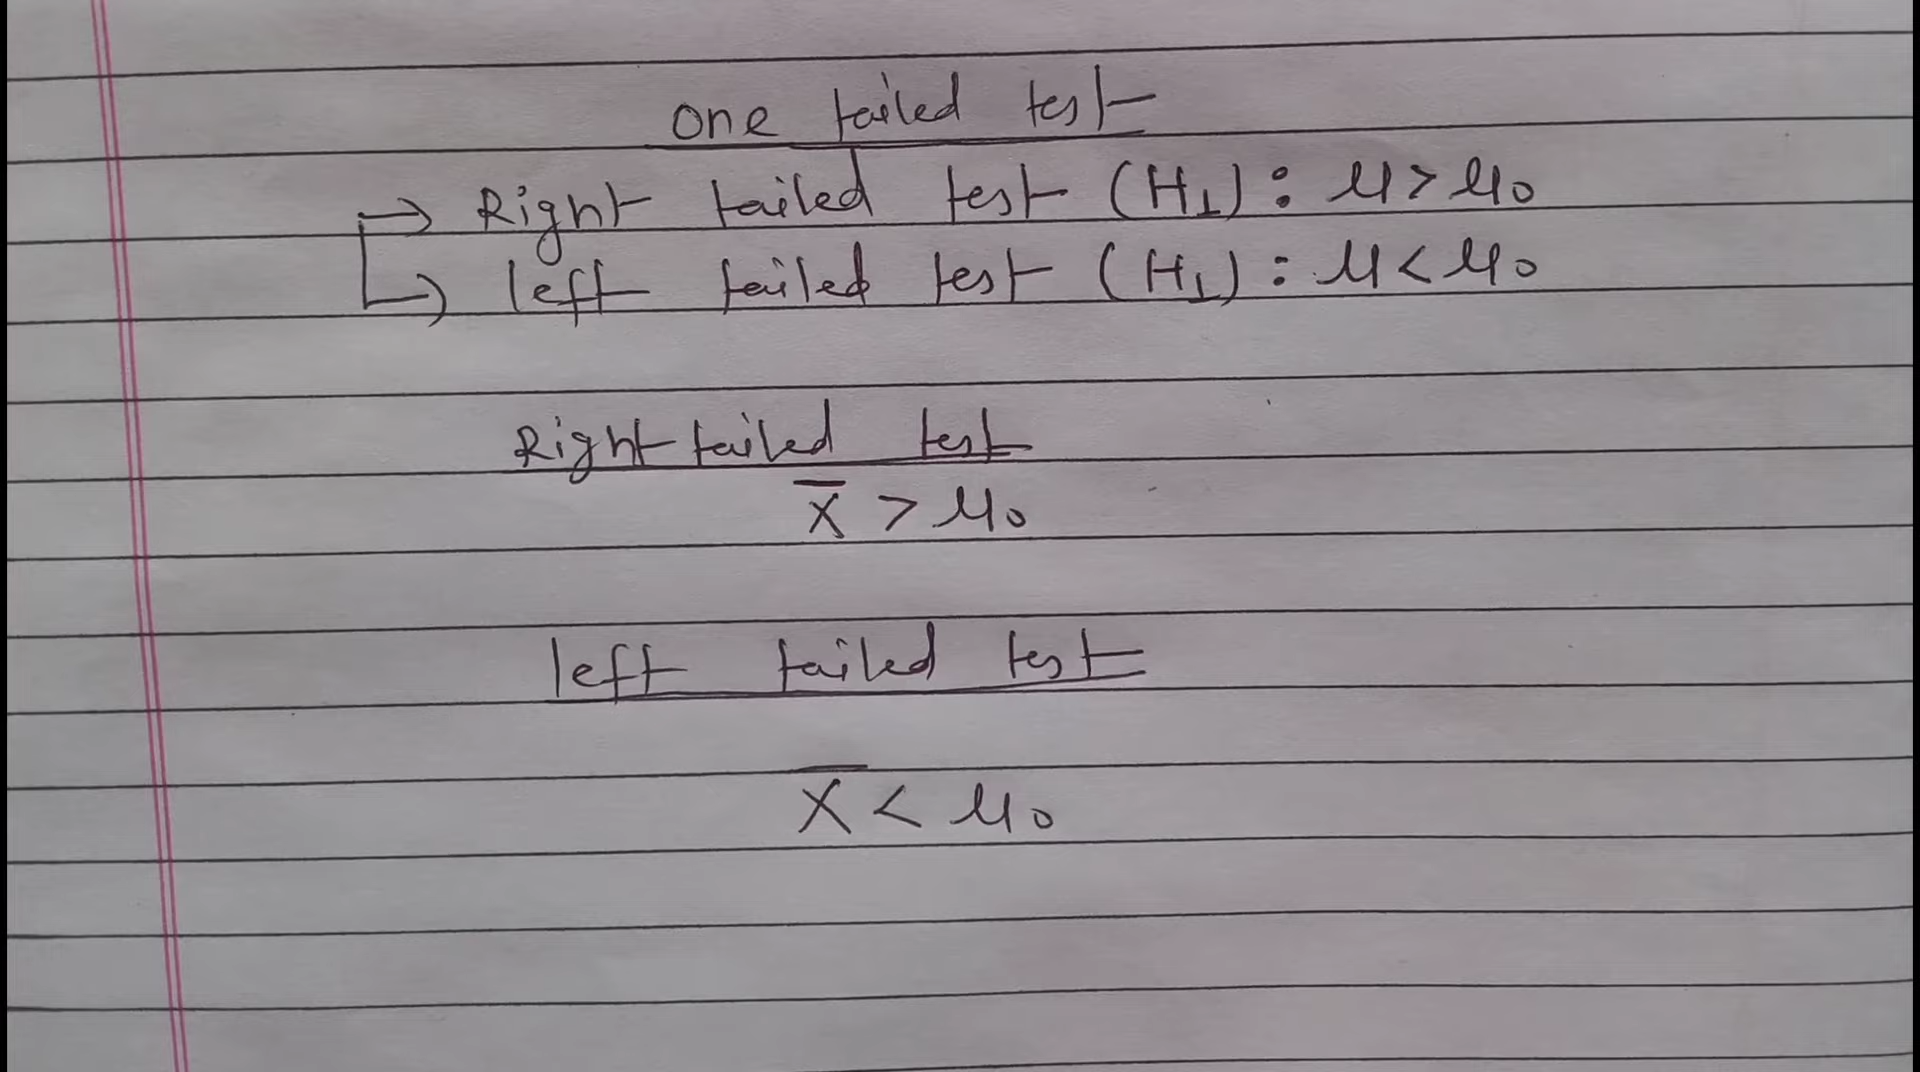 one tailed test
→ Right tailed test (H₁): μ > μ₀
→ left tailed test (H₁): μ < μ₀
Right tailed test
x̄ > μ₀
left tailed test
X̄ < μ₀